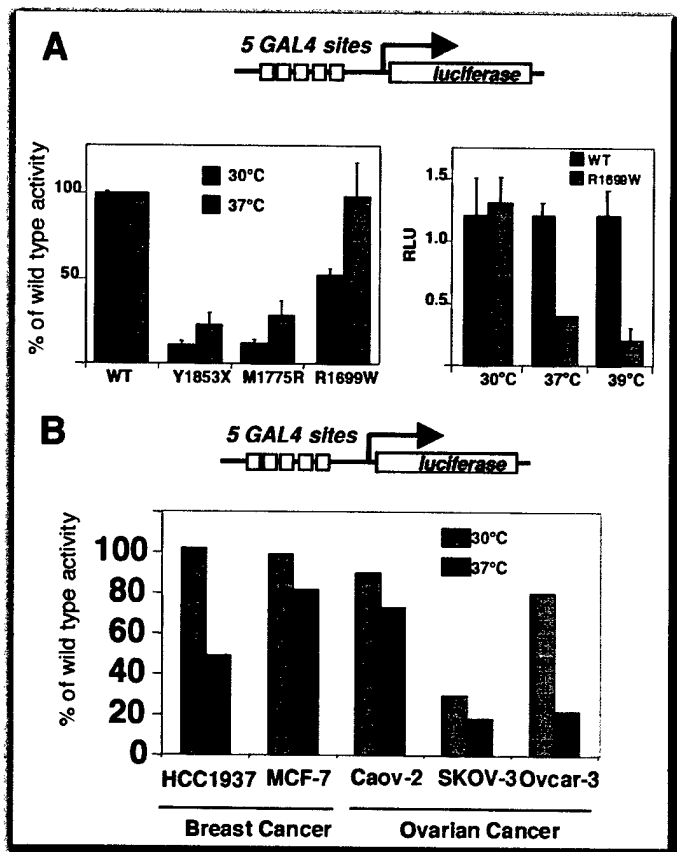 A
5 GAL4 sites
luciferase
% of wild type activity
100
50
30°C
37°C
WT
Y1853X
M1775R
R1699W
RLU
1.5
1.0
0.5
WT
R1699W
30°C
37°C
39°C
B
5 GAL4 sites
luciferase
% of wild type activity
100
80
60
40
20
0
30°C
37°C
HCC1937
MCF-7
Caov-2
SKOV-3
Ovcar-3
Breast Cancer
Ovarian Cancer